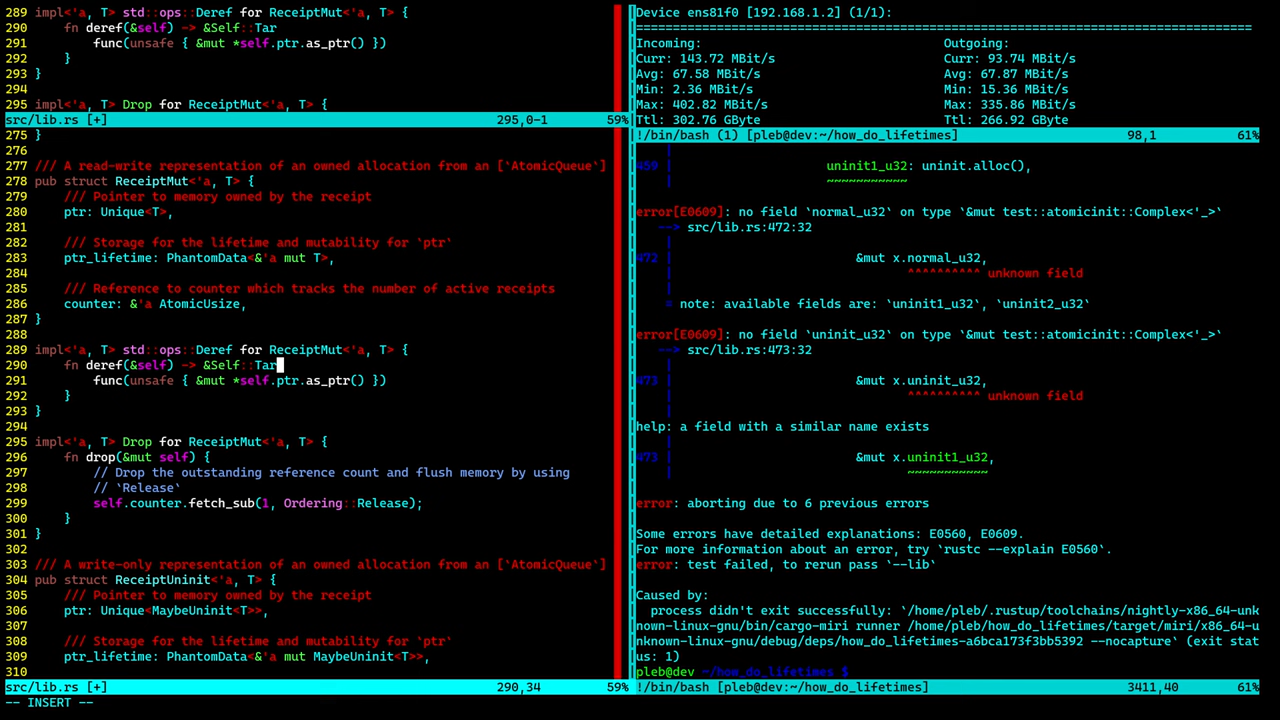 289 impl<'a, T> std::ops::Deref for ReceiptMut<'a, T> {
290     fn deref(&self) -> &Self::Tar
291         func(unsafe { &mut *self.ptr.as_ptr() })
292     }
293 }
294
295 impl<'a, T> Drop for ReceiptMut<'a, T> {
src/lib.rs [+] 295,0-1 59%
275 }
276
277 /// A read-write representation of an owned allocation from an [`AtomicQueue`]
278 pub struct ReceiptMut<'a, T> {
279     /// Pointer to memory owned by the receipt
280     ptr: Unique<T>,
281
282     /// Storage for the lifetime and mutability for `ptr`
283     ptr_lifetime: PhantomData<&'a mut T>,
284
285     /// Reference to counter which tracks the number of active receipts
286     counter: &'a AtomicUsize,
287 }
288
289 impl<'a, T> std::ops::Deref for ReceiptMut<'a, T> {
290     fn deref(&self) -> &Self::Tar
291         func(unsafe { &mut *self.ptr.as_ptr() })
292     }
293 }
294
295 impl<'a, T> Drop for ReceiptMut<'a, T> {
296     fn drop(&mut self) {
297         // Drop the outstanding reference count and flush memory by using
298         // `Release`
299         self.counter.fetch_sub(1, Ordering::Release);
300     }
301 }
302
303 /// A write-only representation of an owned allocation from an [`AtomicQueue`]
304 pub struct ReceiptUninit<'a, T> {
305     /// Pointer to memory owned by the receipt
306     ptr: Unique<MaybeUninit<T>>,
307
308     /// Storage for the lifetime and mutability for `ptr`
309     ptr_lifetime: PhantomData<&'a mut MaybeUninit<T>>,
310
src/lib.rs [+] 290,34 59%
-- INSERT --
Device ens81f0 [192.168.1.2] (1/1):
================================================================================
Incoming: Outgoing:
Curr: 143.72 MBit/s Curr: 93.74 MBit/s
Avg: 67.58 MBit/s Avg: 67.87 MBit/s
Min: 2.36 MBit/s Min: 15.36 MBit/s
Max: 402.82 MBit/s Max: 335.86 MBit/s
Ttl: 302.76 GByte Ttl: 266.92 GByte
!/bin/bash (1) [pleb@dev:~/how_do_lifetimes] 98,1 61%
    |
459 |                     uninit1_u32: uninit.alloc(),
    |                     ~~~~~~~~~~~
error[E0609]: no field `normal_u32` on type `&mut test::atomicinit::Complex<'_>`
   --> src/lib.rs:472:32
    |
472 |                         &mut x.normal_u32,
    |                                ^^^^^^^^^^ unknown field
    |
    = note: available fields are: `uninit1_u32`, `uninit2_u32`
error[E0609]: no field `uninit_u32` on type `&mut test::atomicinit::Complex<'_>`
   --> src/lib.rs:473:32
    |
473 |                         &mut x.uninit_u32,
    |                                ^^^^^^^^^^ unknown field
    |
help: a field with a similar name exists
    |
473 |                         &mut x.uninit1_u32,
    |                                ~~~~~~~~~~~
error: aborting due to 6 previous errors
Some errors have detailed explanations: E0560, E0609.
For more information about an error, try `rustc --explain E0560`.
error: test failed, to rerun pass `--lib`
Caused by:
  process didn't exit successfully: `/home/pleb/.rustup/toolchains/nightly-x86_64-unk
nown-linux-gnu/bin/cargo-miri runner /home/pleb/how_do_lifetimes/target/miri/x86_64-u
nknown-linux-gnu/debug/deps/how_do_lifetimes-a6bca173f3bb5392 --nocapture` (exit stat
us: 1)
pleb@dev ~/how_do_lifetimes $
!/bin/bash [pleb@dev:~/how_do_lifetimes] 3411,40 61%